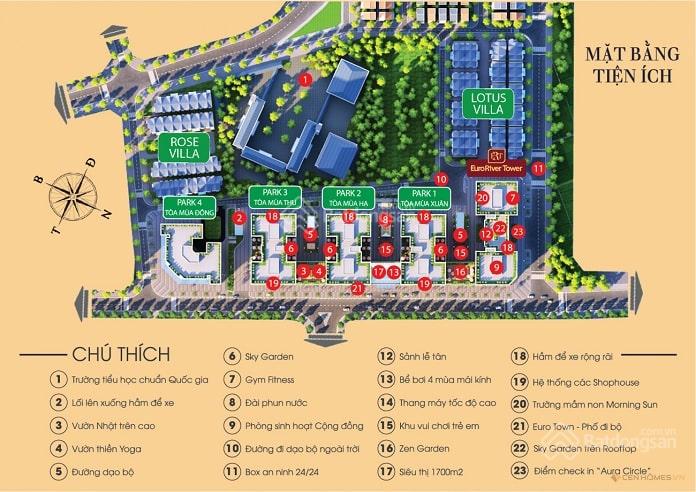 MẶT BẰNG
TIỆN ÍCH
1
LOTUS
VILLA
ROSE
VILLA
EuroRiver Tower
11
10
B
Đ
T
N
PARK 4
TÒA MÙA ĐÔNG
PARK 3
TÒA MÙA THU
PARK 2
TÒA MÙA HẠ
PARK 1
TÒA MÙA XUÂN
20
7
2
18
5
18
8
18
5
12
22
23
6
6
15
6
18
3
4
17
13
16
9
19
21
19
CHÚ THÍCH
1 Trường tiểu học chuẩn Quốc gia
2 Lối lên xuống hầm để xe
3 Vườn Nhật trên cao
4 Vườn thiền Yoga
5 Đường dạo bộ
6 Sky Garden
7 Gym Fitness
8 Đài phun nước
9 Phòng sinh hoạt Cộng đồng
10 Đường đi dạo bộ ngoài trời
11 Box an ninh 24/24
12 Sảnh lễ tân
13 Bể bơi 4 mùa mái kính
14 Thang máy tốc độ cao
15 Khu vui chơi trẻ em
16 Zen Garden
17 Siêu thị 1700m2
18 Hầm để xe rộng rãi
19 Hệ thống các Shophouse
20 Trường mầm non Morning Sun
21 Euro Town - Phố đi bộ
22 Sky Garden trên Rooftop
23 Điểm check in "Aura Circle"
Batdongsan.com.vn
CENHOMES.VN